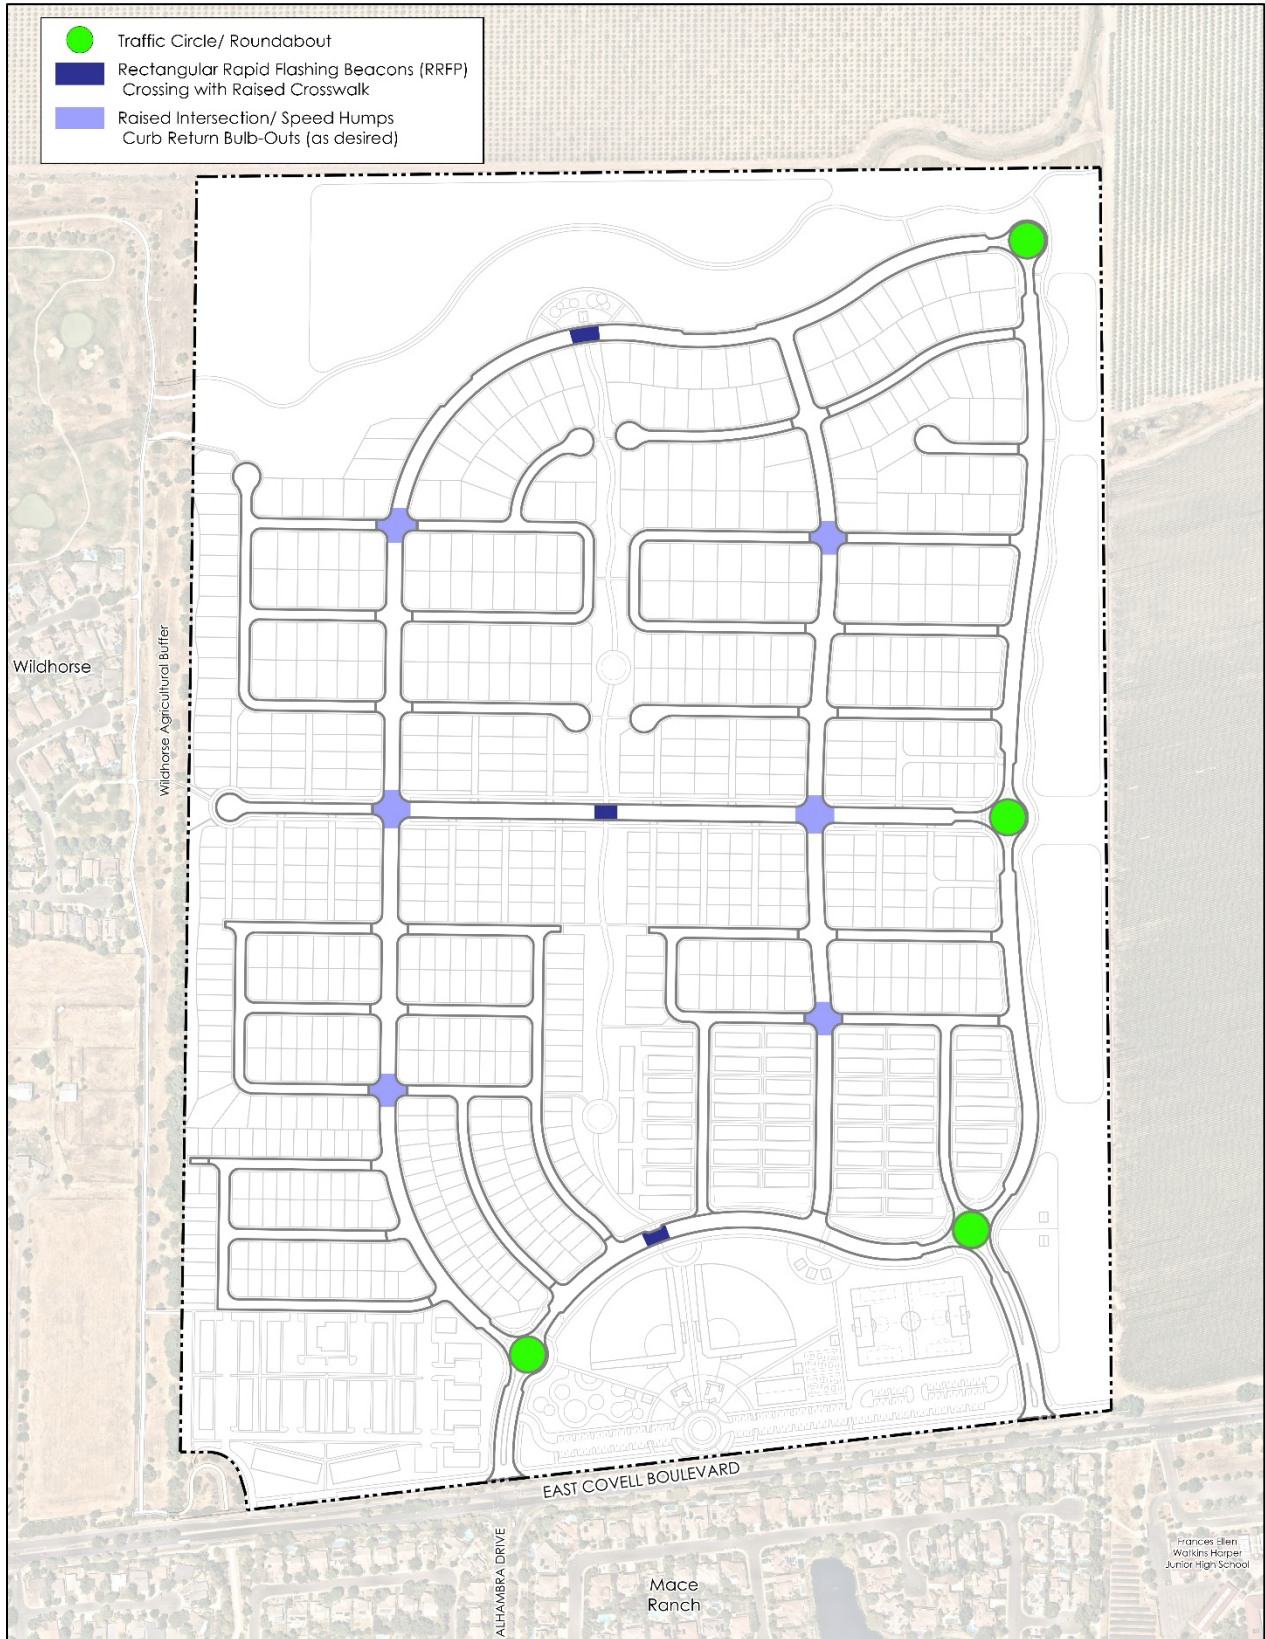 Traffic Circle/ Roundabout
Rectangular Rapid Flashing Beacons (RRFP)
Crossing with Raised Crosswalk
Raised Intersection/ Speed Humps
Curb Return Bulb-Outs (as desired)
Wildhorse
Wildhorse Agricultural Buffer
EAST COVELL BOULEVARD
ALHAMBRA DRIVE
Mace
Ranch
Frances Ellen
Watkins Harper
Junior High School